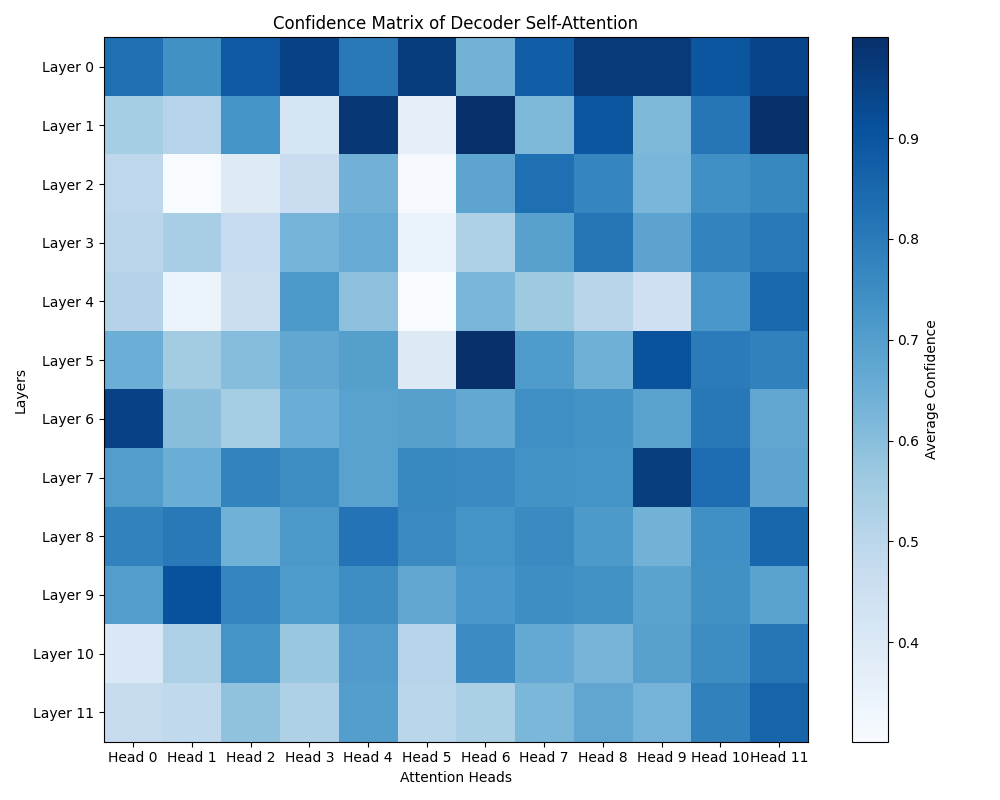 Confidence Matrix of Decoder Self-Attention
Layer 0
Layer 1
Layer 2
Layer 3
Layer 4
Layer 5
Layer 6
Layer 7
Layer 8
Layer 9
Layer 10
Layer 11
Layers
Head 0 Head 1 Head 2 Head 3 Head 4 Head 5 Head 6 Head 7 Head 8 Head 9 Head 10 Head 11
Attention Heads
0.9
0.8
0.7
0.6
0.5
0.4
Average Confidence